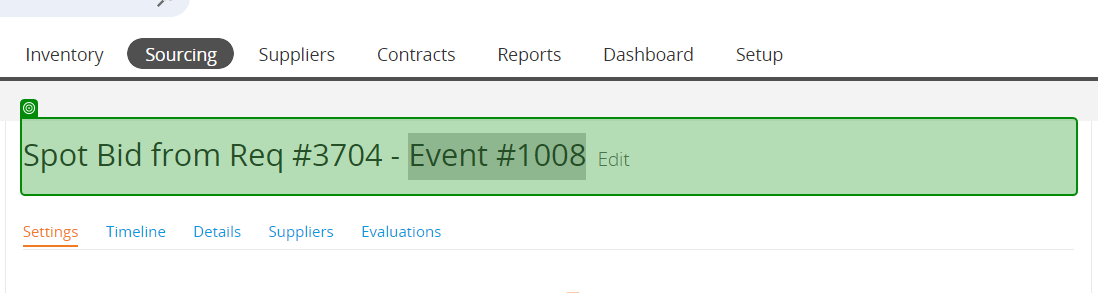 Inventory Sourcing Suppliers Contracts Reports Dashboard Setup
Spot Bid from Req #3704 - Event #1008 Edit
Settings Timeline Details Suppliers Evaluations